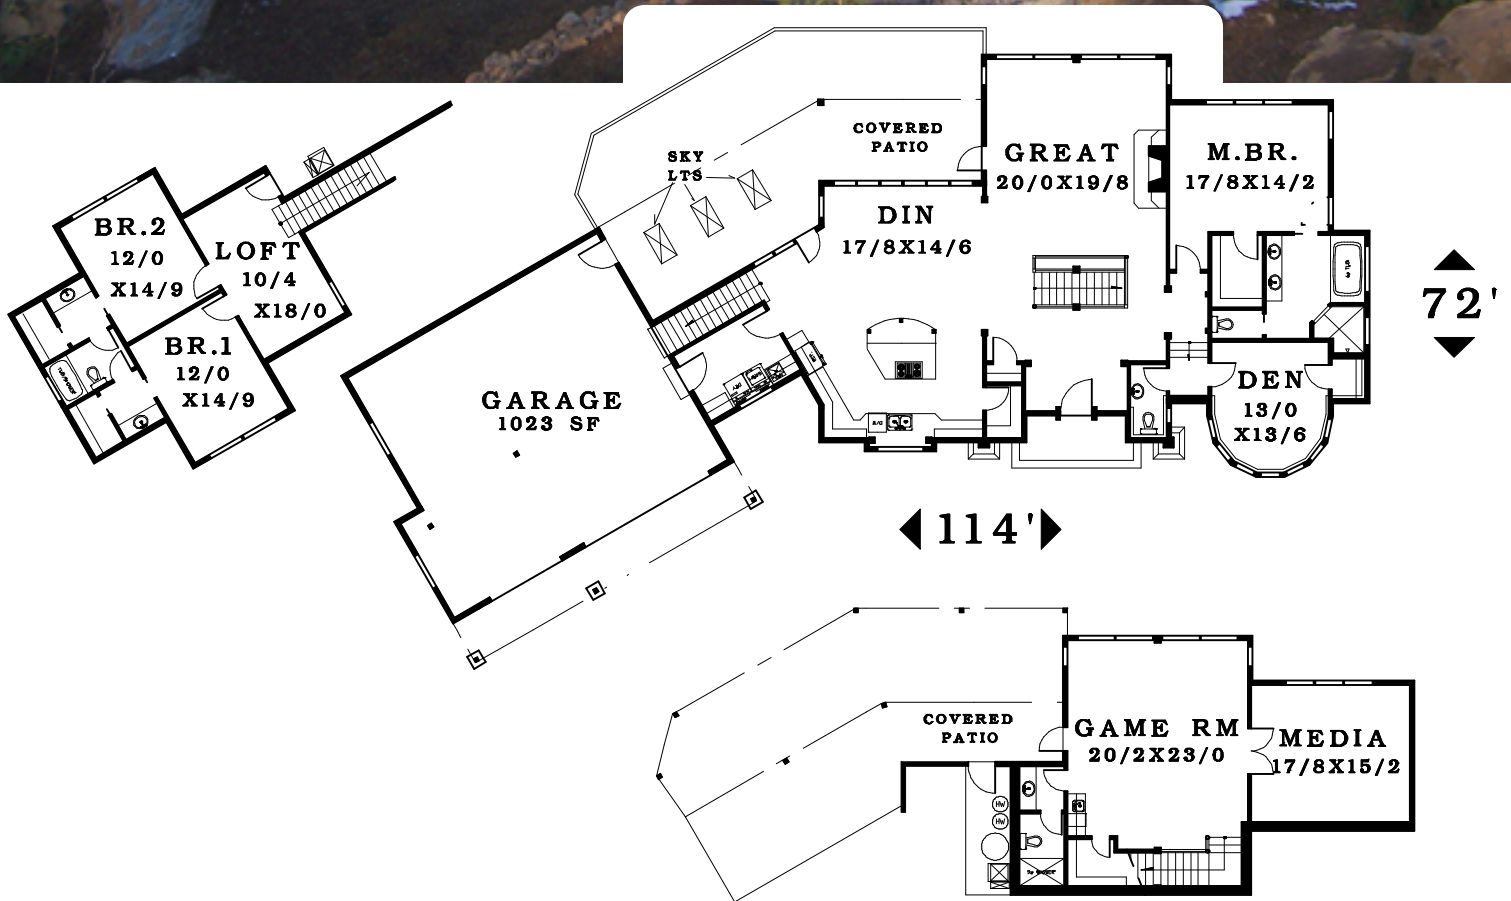 BR.2
12/0
X14/9
LOFT
10/4
X18/0
BR.1
12/0
X14/9
SKY
LTS
COVERED
PATIO
GREAT
20/0X19/8
M.BR.
17/8X14/2
DIN
17/8X14/6
GARAGE
1023 SF
DEN
13/0
X13/6
72'
114'
COVERED
PATIO
GAME RM
20/2X23/0
MEDIA
17/8X15/2
HW
HW